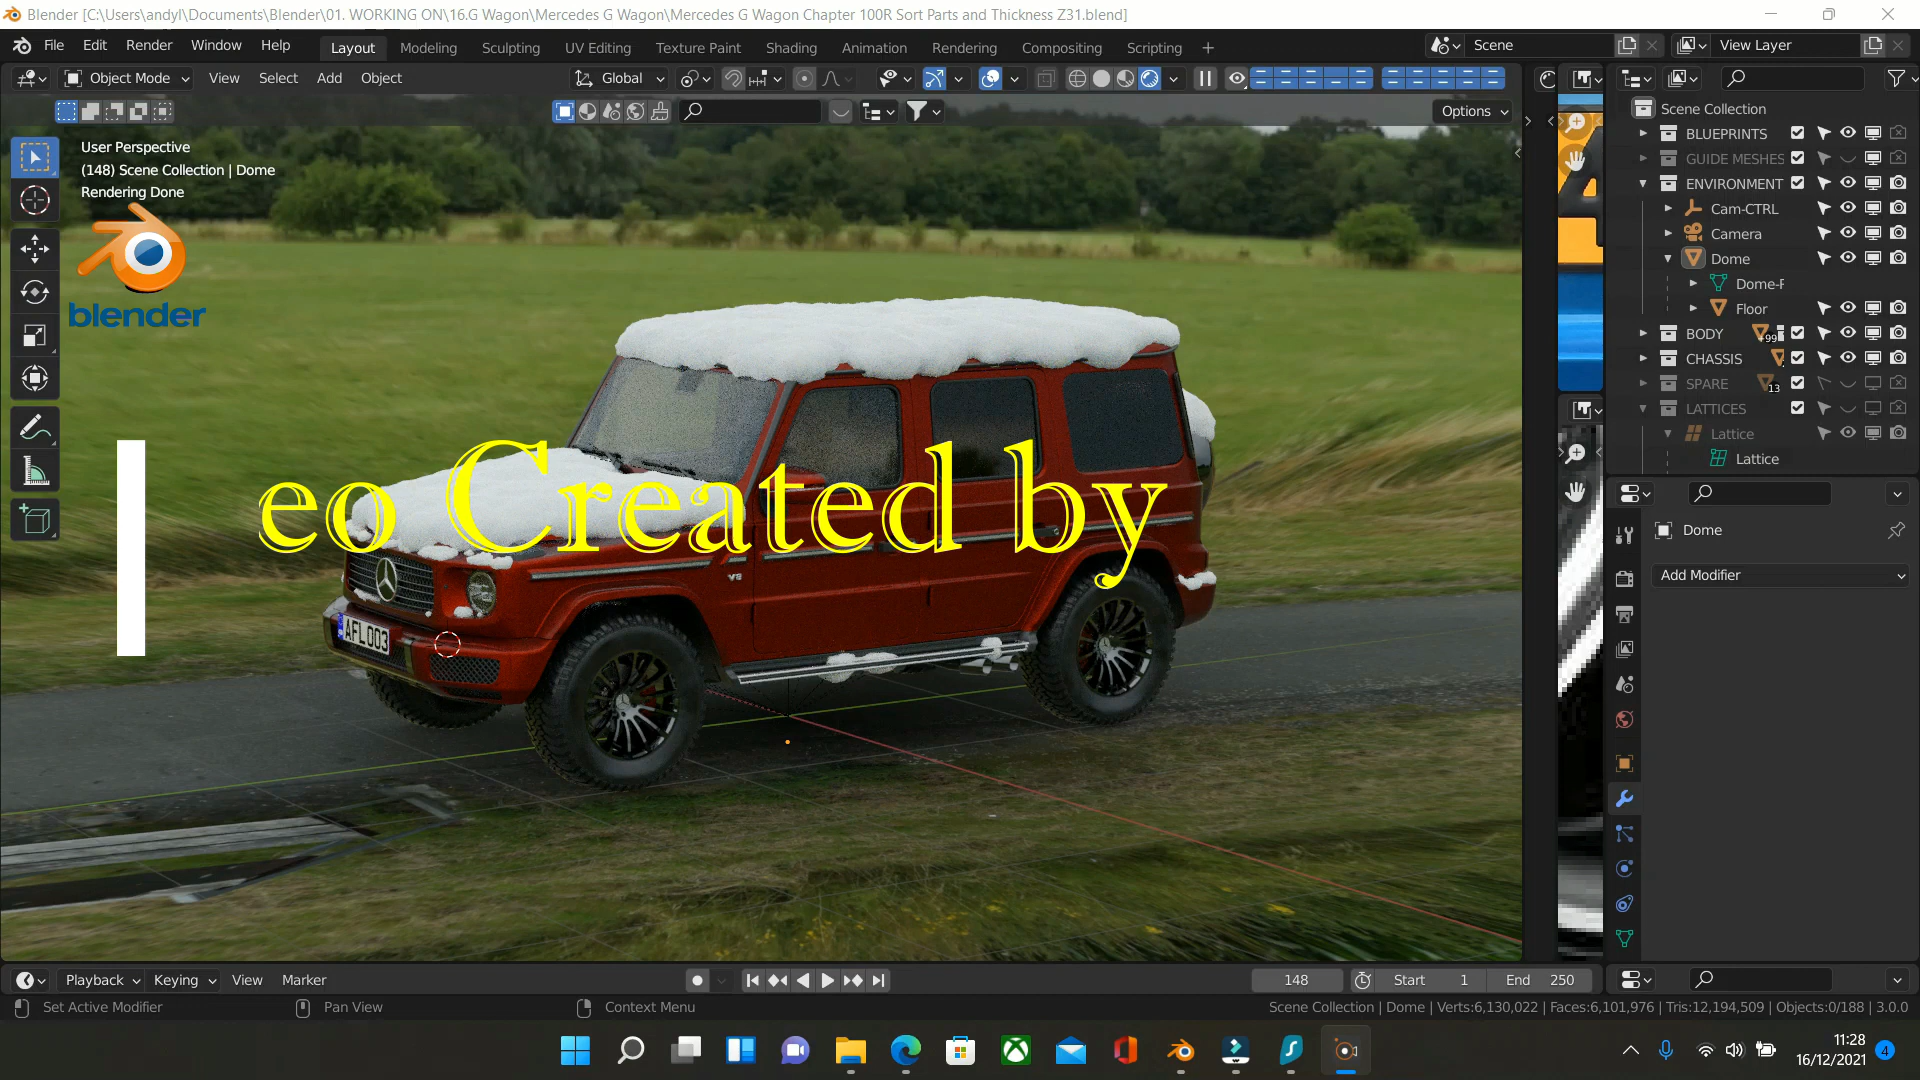 Blender [C:\Users\andyl\Documents\Blender\01. WORKING ON\16.G Wagon\Mercedes G Wagon\Mercedes G Wagon Chapter 100R Sort Parts and Thickness Z31.blend]
File Edit Render Window Help Layout Modeling Sculpting UV Editing Texture Paint Shading Animation Rendering Compositing Scripting + Scene View Layer
Object Mode View Select Add Object Global
Options
User Perspective
(148) Scene Collection | Dome
Rendering Done
blender
eo Created by
V8
AFL003
Scene Collection
BLUEPRINTS
GUIDE MESHES
ENVIRONMENT
Cam-CTRL
Camera
Dome
Dome-F
Floor
BODY +99
CHASSIS
SPARE 13
LATTICES
Lattice
Lattice
Dome
Add Modifier
Playback Keying View Marker 148 Start 1 End 250
Set Active Modifier Pan View Context Menu Scene Collection | Dome | Verts:6,130,022 | Faces:6,101,976 | Tris:12,194,509 | Objects:0/188 | 3.0.0
11:28
16/12/2021 4